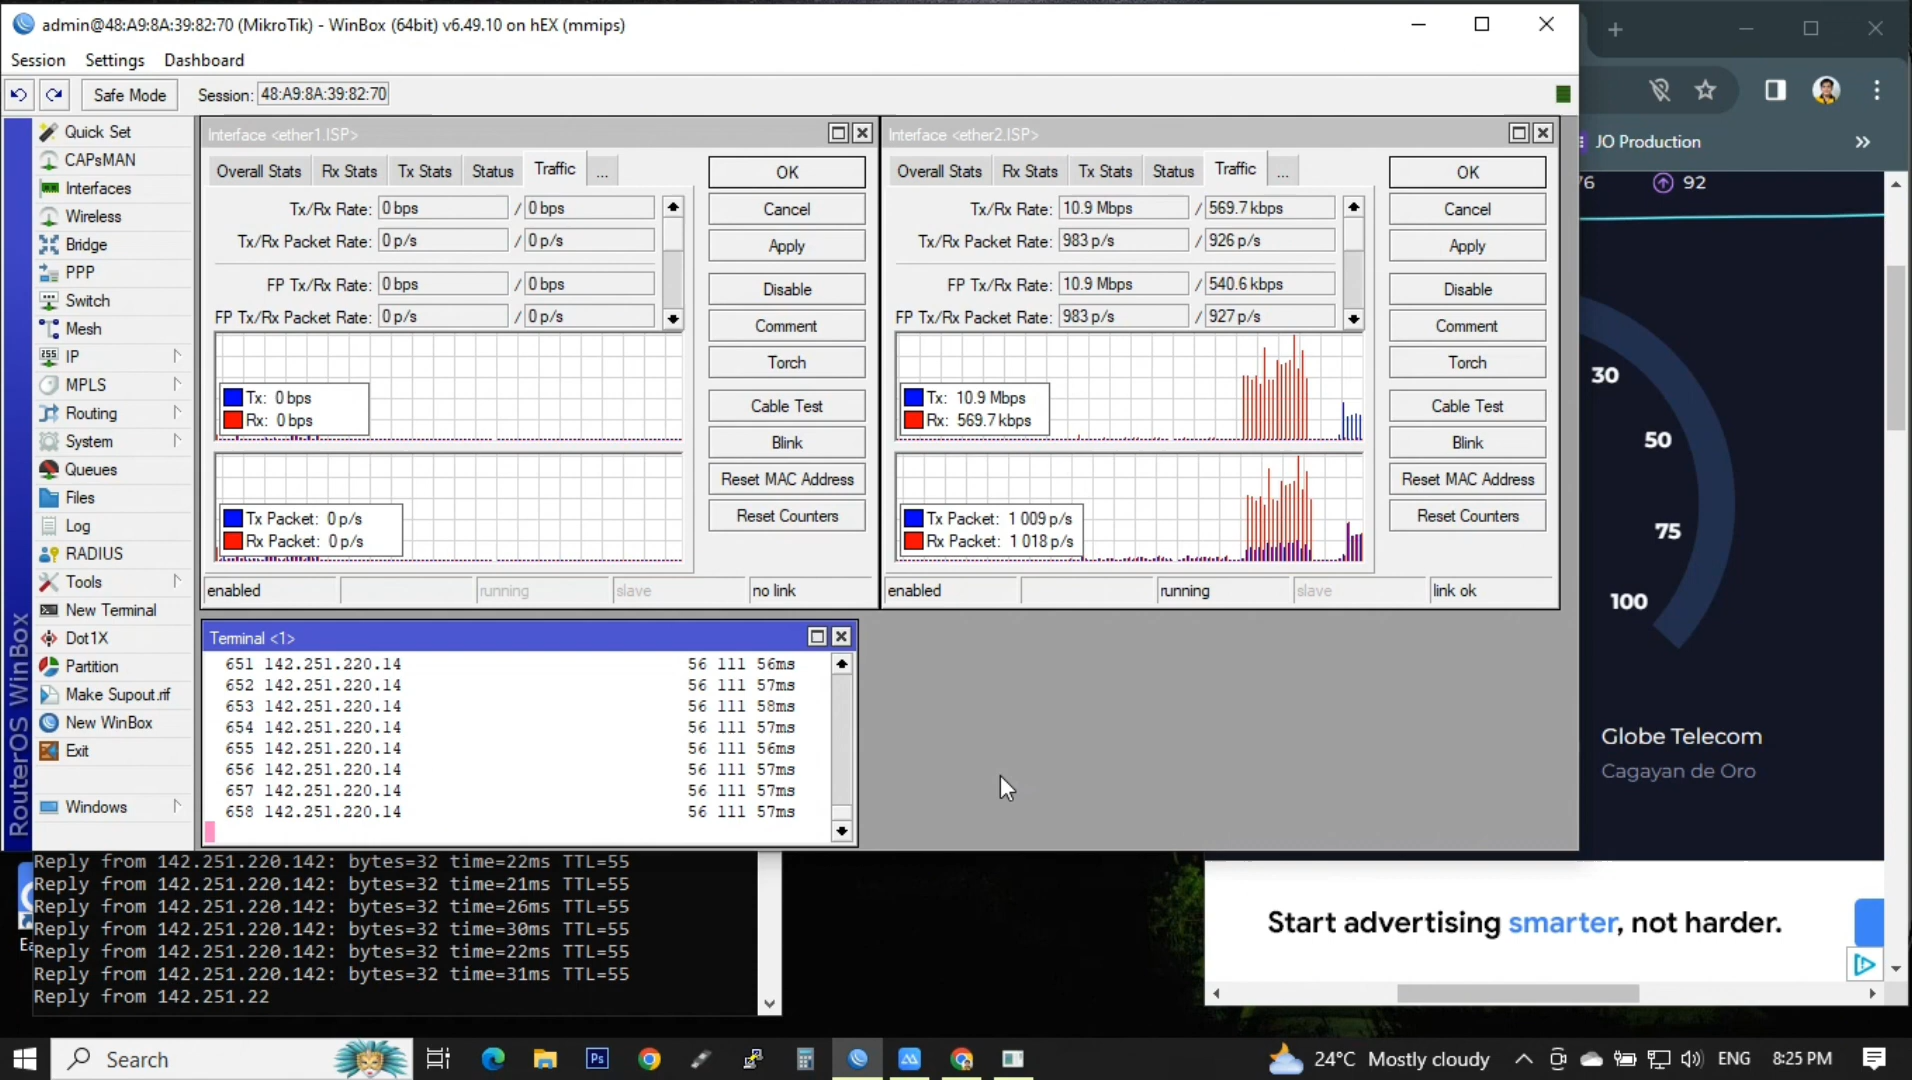 admin@48:A9:8A:39:82:70 (MikroTik) - WinBox (64bit) v6.49.10 on hEX (mmips)
Session Settings Dashboard
Safe Mode Session: 48:A9:8A:39:82:70
Quick Set
CAPsMAN
Interfaces
Wireless
Bridge
PPP
Switch
Mesh
IP
MPLS
Routing
System
Queues
Files
Log
RADIUS
Tools
New Terminal
Dot1X
Partition
Make Supout.rif
New WinBox
Exit
Windows
RouterOS WinBox
Interface <ether1.ISP>
Overall Stats Rx Stats Tx Stats Status Traffic ...
Tx/Rx Rate: 0 bps / 0 bps
Tx/Rx Packet Rate: 0 p/s / 0 p/s
FP Tx/Rx Rate: 0 bps / 0 bps
FP Tx/Rx Packet Rate: 0 p/s / 0 p/s
Tx: 0 bps
Rx: 0 bps
Tx Packet: 0 p/s
Rx Packet: 0 p/s
OK
Cancel
Apply
Disable
Comment
Torch
Cable Test
Blink
Reset MAC Address
Reset Counters
enabled running slave no link
Interface <ether2.ISP>
Overall Stats Rx Stats Tx Stats Status Traffic ...
Tx/Rx Rate: 10.9 Mbps / 569.7 kbps
Tx/Rx Packet Rate: 983 p/s / 926 p/s
FP Tx/Rx Rate: 10.9 Mbps / 540.6 kbps
FP Tx/Rx Packet Rate: 983 p/s / 927 p/s
Tx: 10.9 Mbps
Rx: 569.7 kbps
Tx Packet: 1 009 p/s
Rx Packet: 1 018 p/s
OK
Cancel
Apply
Disable
Comment
Torch
Cable Test
Blink
Reset MAC Address
Reset Counters
enabled running slave link ok
Terminal <1>
651 142.251.220.14 56 111 56ms
652 142.251.220.14 56 111 57ms
653 142.251.220.14 56 111 58ms
654 142.251.220.14 56 111 57ms
655 142.251.220.14 56 111 56ms
656 142.251.220.14 56 111 57ms
657 142.251.220.14 56 111 57ms
658 142.251.220.14 56 111 57ms
Reply from 142.251.220.142: bytes=32 time=22ms TTL=55
Reply from 142.251.220.142: bytes=32 time=21ms TTL=55
Reply from 142.251.220.142: bytes=32 time=26ms TTL=55
Reply from 142.251.220.142: bytes=32 time=30ms TTL=55
Reply from 142.251.220.142: bytes=32 time=22ms TTL=55
Reply from 142.251.220.142: bytes=32 time=31ms TTL=55
Reply from 142.251.22
JO Production
92
30
50
75
100
Globe Telecom
Cagayan de Oro
Start advertising smarter, not harder.
Search
24°C Mostly cloudy ENG 8:25 PM